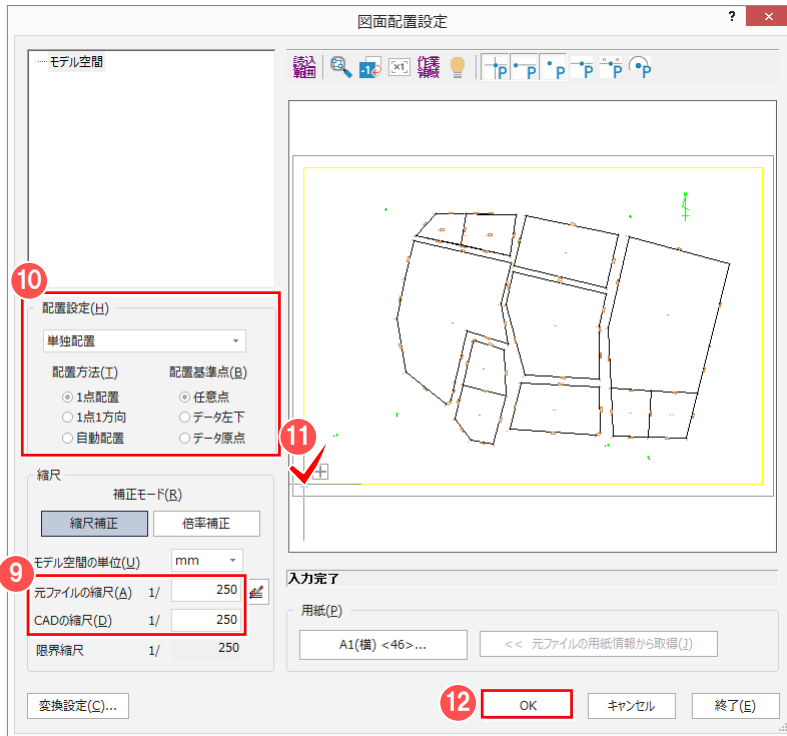 図面配置設定
? ×
モデル空間
読込範囲 -1 ×1 作業領域 P P P P P P
10
配置設定(H)
単独配置
配置方法(T) 配置基準点(B)
1点配置 任意点
1点1方向 データ左下
自動配置 データ原点
11
縮尺
補正モード(R)
縮尺補正 倍率補正
モデル空間の単位(U) mm
9
元ファイルの縮尺(A) 1/ 250
CADの縮尺(D) 1/ 250
限界縮尺 1/ 250
入力完了
用紙(P)
A1(横) <46>... << 元ファイルの用紙情報から取得(J)
変換設定(C)... 12 OK キャンセル 終了(E)